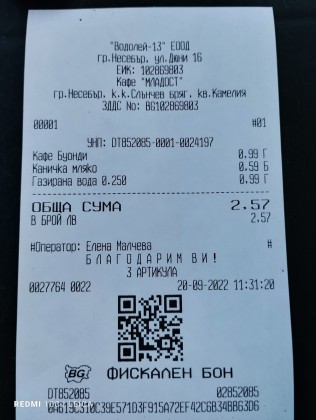 "Водолей-13" ЕООД
гр.Несебър, ул.Дюни 16
ЕИК: 102869803
Кафе "МЛАДОСТ"
гр.Несебър, к.к.Слънчев бряг, кв.Камелия
ЗДДС No: BG102869803
00001 #01
УНП: DT852085-0001-0024197
Кафе Буонди 0.99 Г
Каничка мляко 0.59 Б
Газирана вода 0.250 0.99 Г
ОБЩА СУМА 2.57
В БРОЙ ЛВ 2.57
#Оператор: Елена Малчева #
БЛАГОДАРИМ ВИ!
3 АРТИКУЛА
0027764 0022 20-09-2022 11:31:20
BG ФИСКАЛЕН БОН
DT852085 02852085
0A613C310C39E571D3F915A72EF42C6B34BB63D6
REDMI